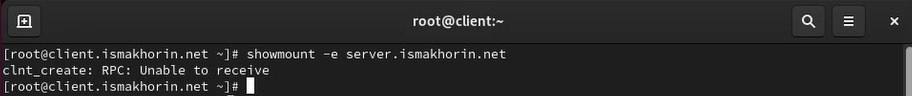 root@client:~
[root@client.ismakhorin.net ~]# showmount -e server.ismakhorin.net
clnt_create: RPC: Unable to receive
[root@client.ismakhorin.net ~]#